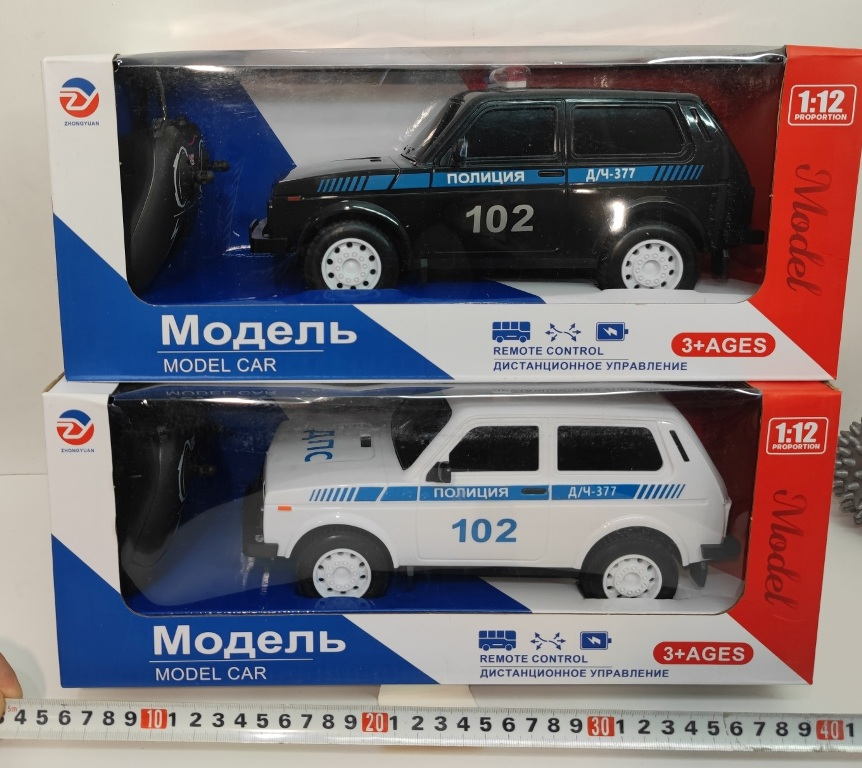 ZHONGYUAN
1:12
PROPORTION
ПОЛИЦИЯ
Д/Ч-377
102
Model
Модель
MODEL CAR
REMOTE CONTROL
ДИСТАНЦИОННОЕ УПРАВЛЕНИЕ
3+AGES
ZHONGYUAN
1:12
PROPORTION
ДПС
ПОЛИЦИЯ
Д/Ч-377
102
Model
Модель
MODEL CAR
REMOTE CONTROL
ДИСТАНЦИОННОЕ УПРАВЛЕНИЕ
3+AGES
5m
3 4 5 6 7 8 9 10 1 2 3 4 5 6 7 8 9 20 1 2 3 4 5 6 7 8 9 30 1 2 3 4 5 6 7 8 9 40 1